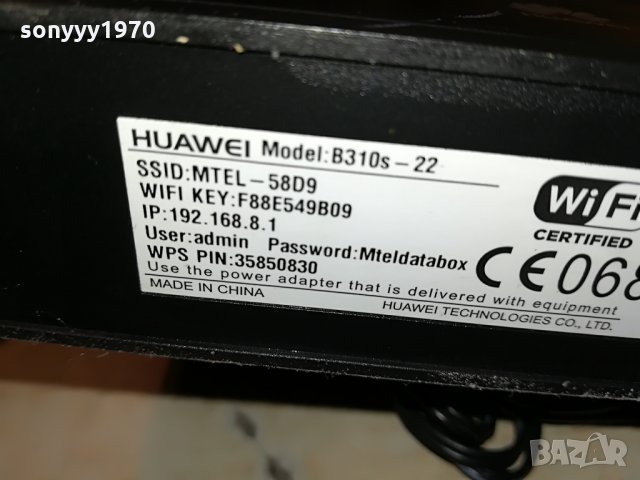 sonyyy1970
HUAWEI Model:B310s-22
SSID:MTEL-58D9
WIFI KEY:F88E549B09
IP:192.168.8.1
User:admin Password:Mteldatabox
WPS PIN:35850830
Use the power adapter that is delivered with equipment
MADE IN CHINA
HUAWEI TECHNOLOGIES CO., LTD.
WiFi
CERTIFIED
CE068
BAZAR